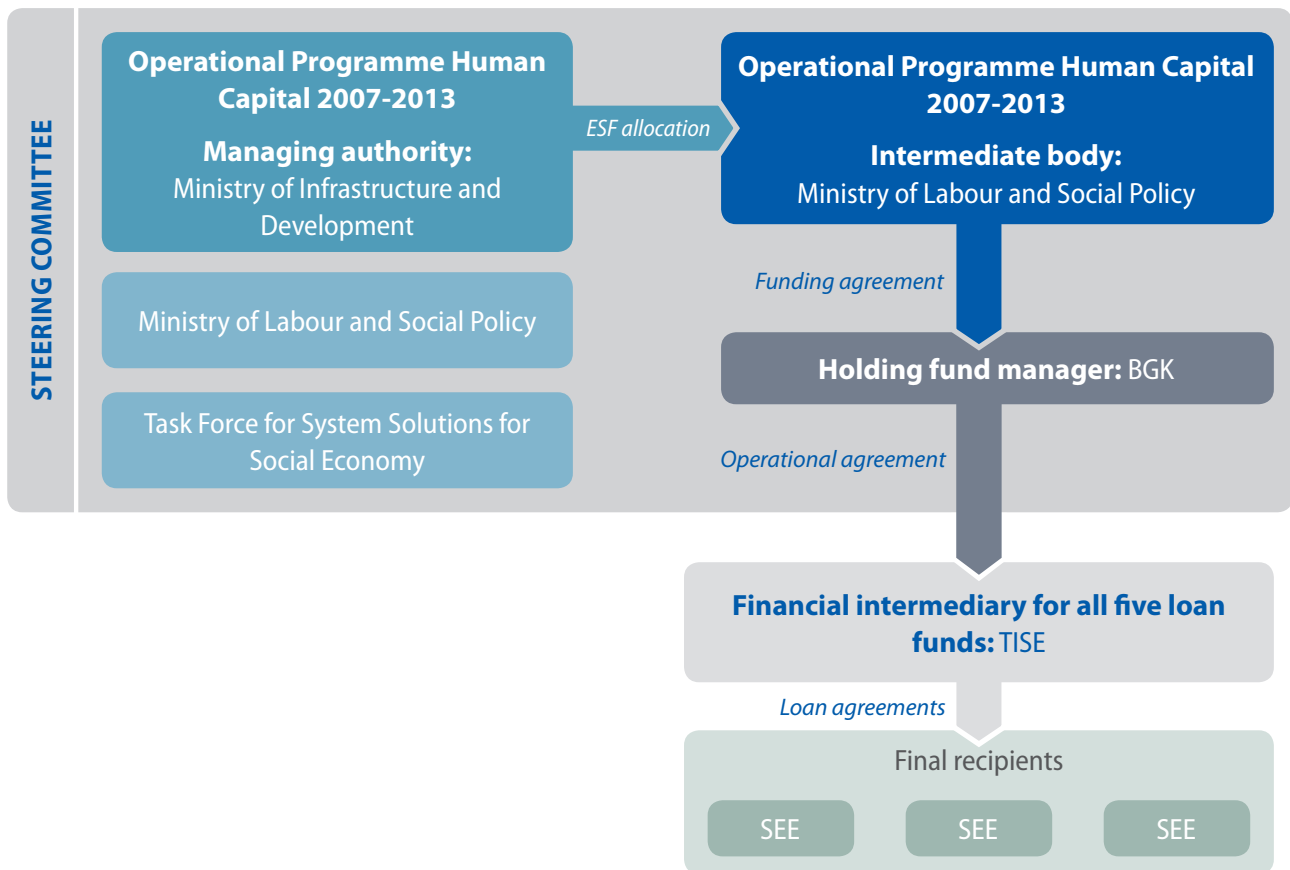 STEERING COMMITTEE
Operational Programme Human
Capital 2007-2013
Managing authority:
Ministry of Infrastructure and
Development
ESF allocation
Operational Programme Human Capital
2007-2013
Intermediate body:
Ministry of Labour and Social Policy
Ministry of Labour and Social Policy
Task Force for System Solutions for
Social Economy
Funding agreement
Holding fund manager: BGK
Operational agreement
Financial intermediary for all five loan
funds: TISE
Loan agreements
Final recipients
SEE
SEE
SEE